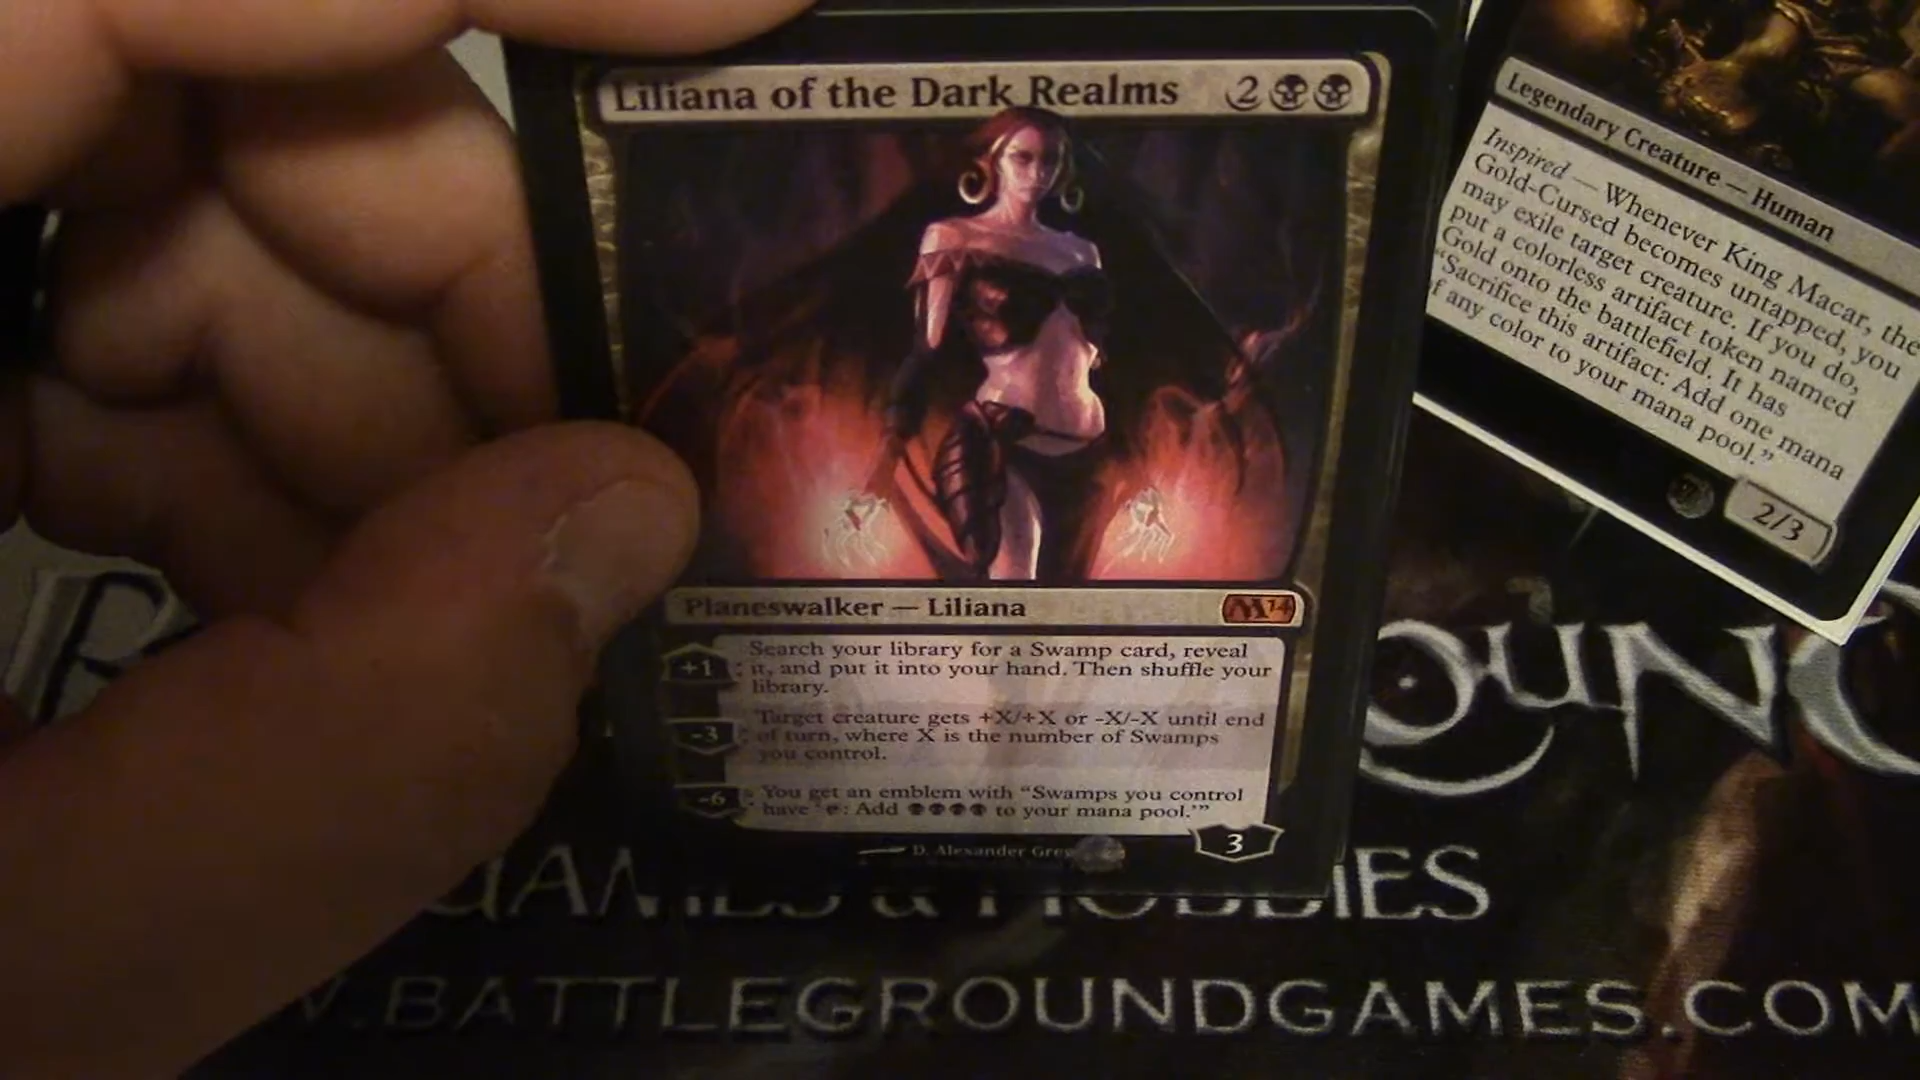 Liliana of the Dark Realms 2
Planeswalker — Liliana
M14
+1: Search your library for a Swamp card, reveal
it, and put it into your hand. Then shuffle your
library.
-3: Target creature gets +X/+X or -X/-X until end
of turn, where X is the number of Swamps
you control.
-6: You get an emblem with “Swamps you control
have ‘: Add to your mana pool.’”
3
D. Alexander Gre
Legendary Creature — Human
Inspired — Whenever King Macar, the
Gold-Cursed becomes untapped, you
may exile target creature. If you do,
put a colorless artifact token named
Gold onto the battlefield. It has
“Sacrifice this artifact: Add one mana
f any color to your mana pool.”
2/3
OUN
GAMES & HOBBIES
W.BATTLEGROUNDGAMES.COM